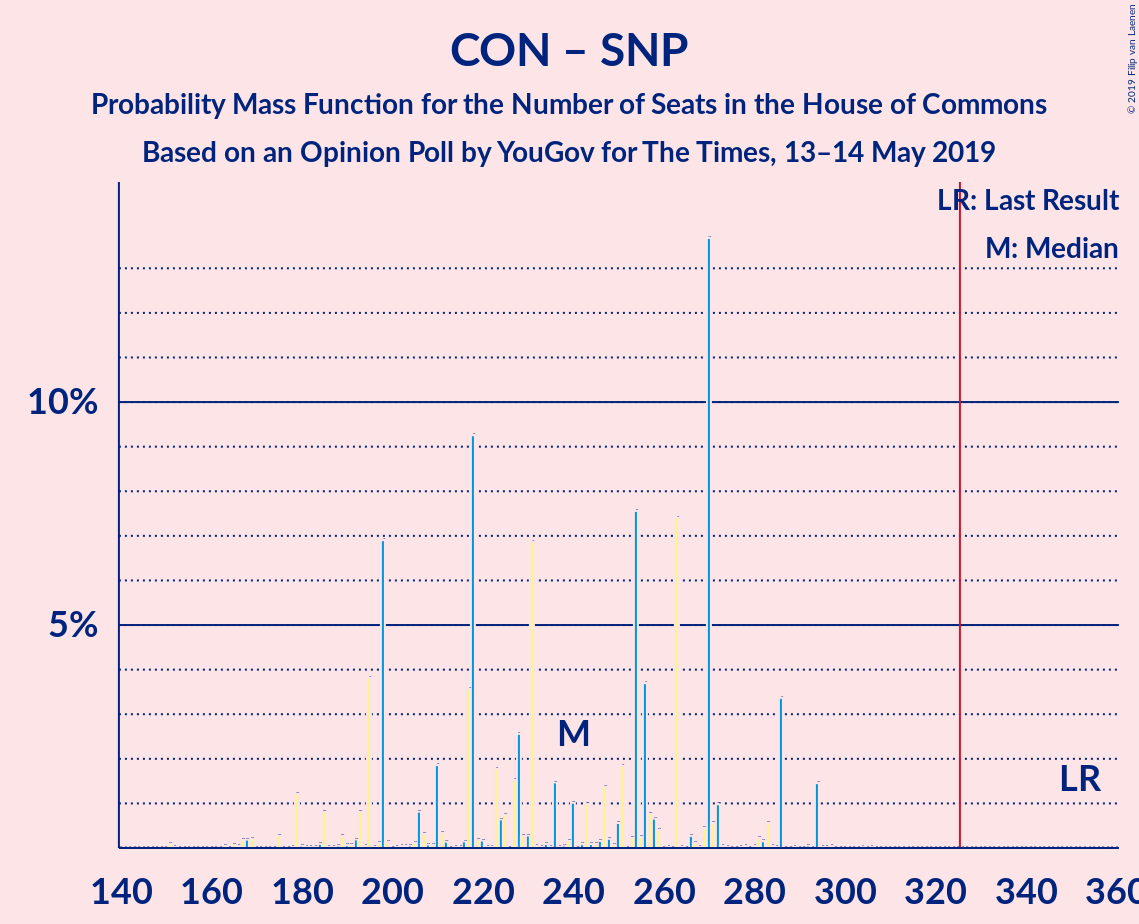 CON – SNP
Probability Mass Function for the Number of Seats in the House of Commons
Based on an Opinion Poll by YouGov for The Times, 13–14 May 2019
© 2019 Filip van Laenen
LR: Last Result
M: Median
10%
5%
M
LR
140 160 180 200 220 240 260 280 300 320 340 360